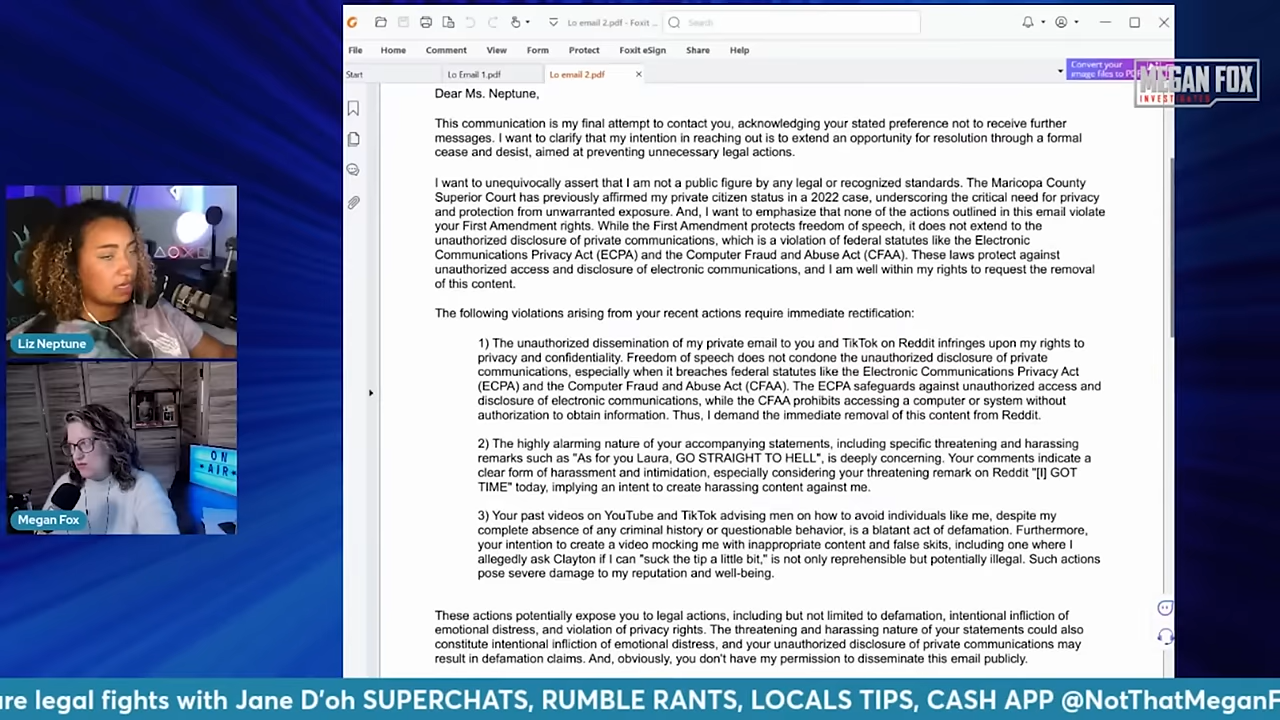 Lo email 2.pdf - Foxit ...
Search
File Home Comment View Form Protect Foxit eSign Share Help
Start Lo Email 1.pdf Lo email 2.pdf
Convert your
image files to PDF
MEGAN FOX
INVESTIGATES
Dear Ms. Neptune,
This communication is my final attempt to contact you, acknowledging your stated preference not to receive further
messages. I want to clarify that my intention in reaching out is to extend an opportunity for resolution through a formal
cease and desist, aimed at preventing unnecessary legal actions.
I want to unequivocally assert that I am not a public figure by any legal or recognized standards. The Maricopa County
Superior Court has previously affirmed my private citizen status in a 2022 case, underscoring the critical need for privacy
and protection from unwarranted exposure. And, I want to emphasize that none of the actions outlined in this email violate
your First Amendment rights. While the First Amendment protects freedom of speech, it does not extend to the
unauthorized disclosure of private communications, which is a violation of federal statutes like the Electronic
Communications Privacy Act (ECPA) and the Computer Fraud and Abuse Act (CFAA). These laws protect against
unauthorized access and disclosure of electronic communications, and I am well within my rights to request the removal
of this content.
The following violations arising from your recent actions require immediate rectification:
1) The unauthorized dissemination of my private email to you and TikTok on Reddit infringes upon my rights to
privacy and confidentiality. Freedom of speech does not condone the unauthorized disclosure of private
communications, especially when it breaches federal statutes like the Electronic Communications Privacy Act
(ECPA) and the Computer Fraud and Abuse Act (CFAA). The ECPA safeguards against unauthorized access and
disclosure of electronic communications, while the CFAA prohibits accessing a computer or system without
authorization to obtain information. Thus, I demand the immediate removal of this content from Reddit.
2) The highly alarming nature of your accompanying statements, including specific threatening and harassing
remarks such as "As for you Laura, GO STRAIGHT TO HELL", is deeply concerning. Your comments indicate a
clear form of harassment and intimidation, especially considering your threatening remark on Reddit "[I] GOT
TIME" today, implying an intent to create harassing content against me.
3) Your past videos on YouTube and TikTok advising men on how to avoid individuals like me, despite my
complete absence of any criminal history or questionable behavior, is a blatant act of defamation. Furthermore,
your intention to create a video mocking me with inappropriate content and false skits, including one where I
allegedly ask Clayton if I can "suck the tip a little bit," is not only reprehensible but potentially illegal. Such actions
pose severe damage to my reputation and well-being.
These actions potentially expose you to legal actions, including but not limited to defamation, intentional infliction of
emotional distress, and violation of privacy rights. The threatening and harassing nature of your statements could also
constitute intentional infliction of emotional distress, and your unauthorized disclosure of private communications may
result in defamation claims. And, obviously, you don't have my permission to disseminate this email publicly.
Liz Neptune
ON
AIR
Megan Fox
are legal fights with Jane D'oh SUPERCHATS, RUMBLE RANTS, LOCALS TIPS, CASH APP @NotThatMeganF